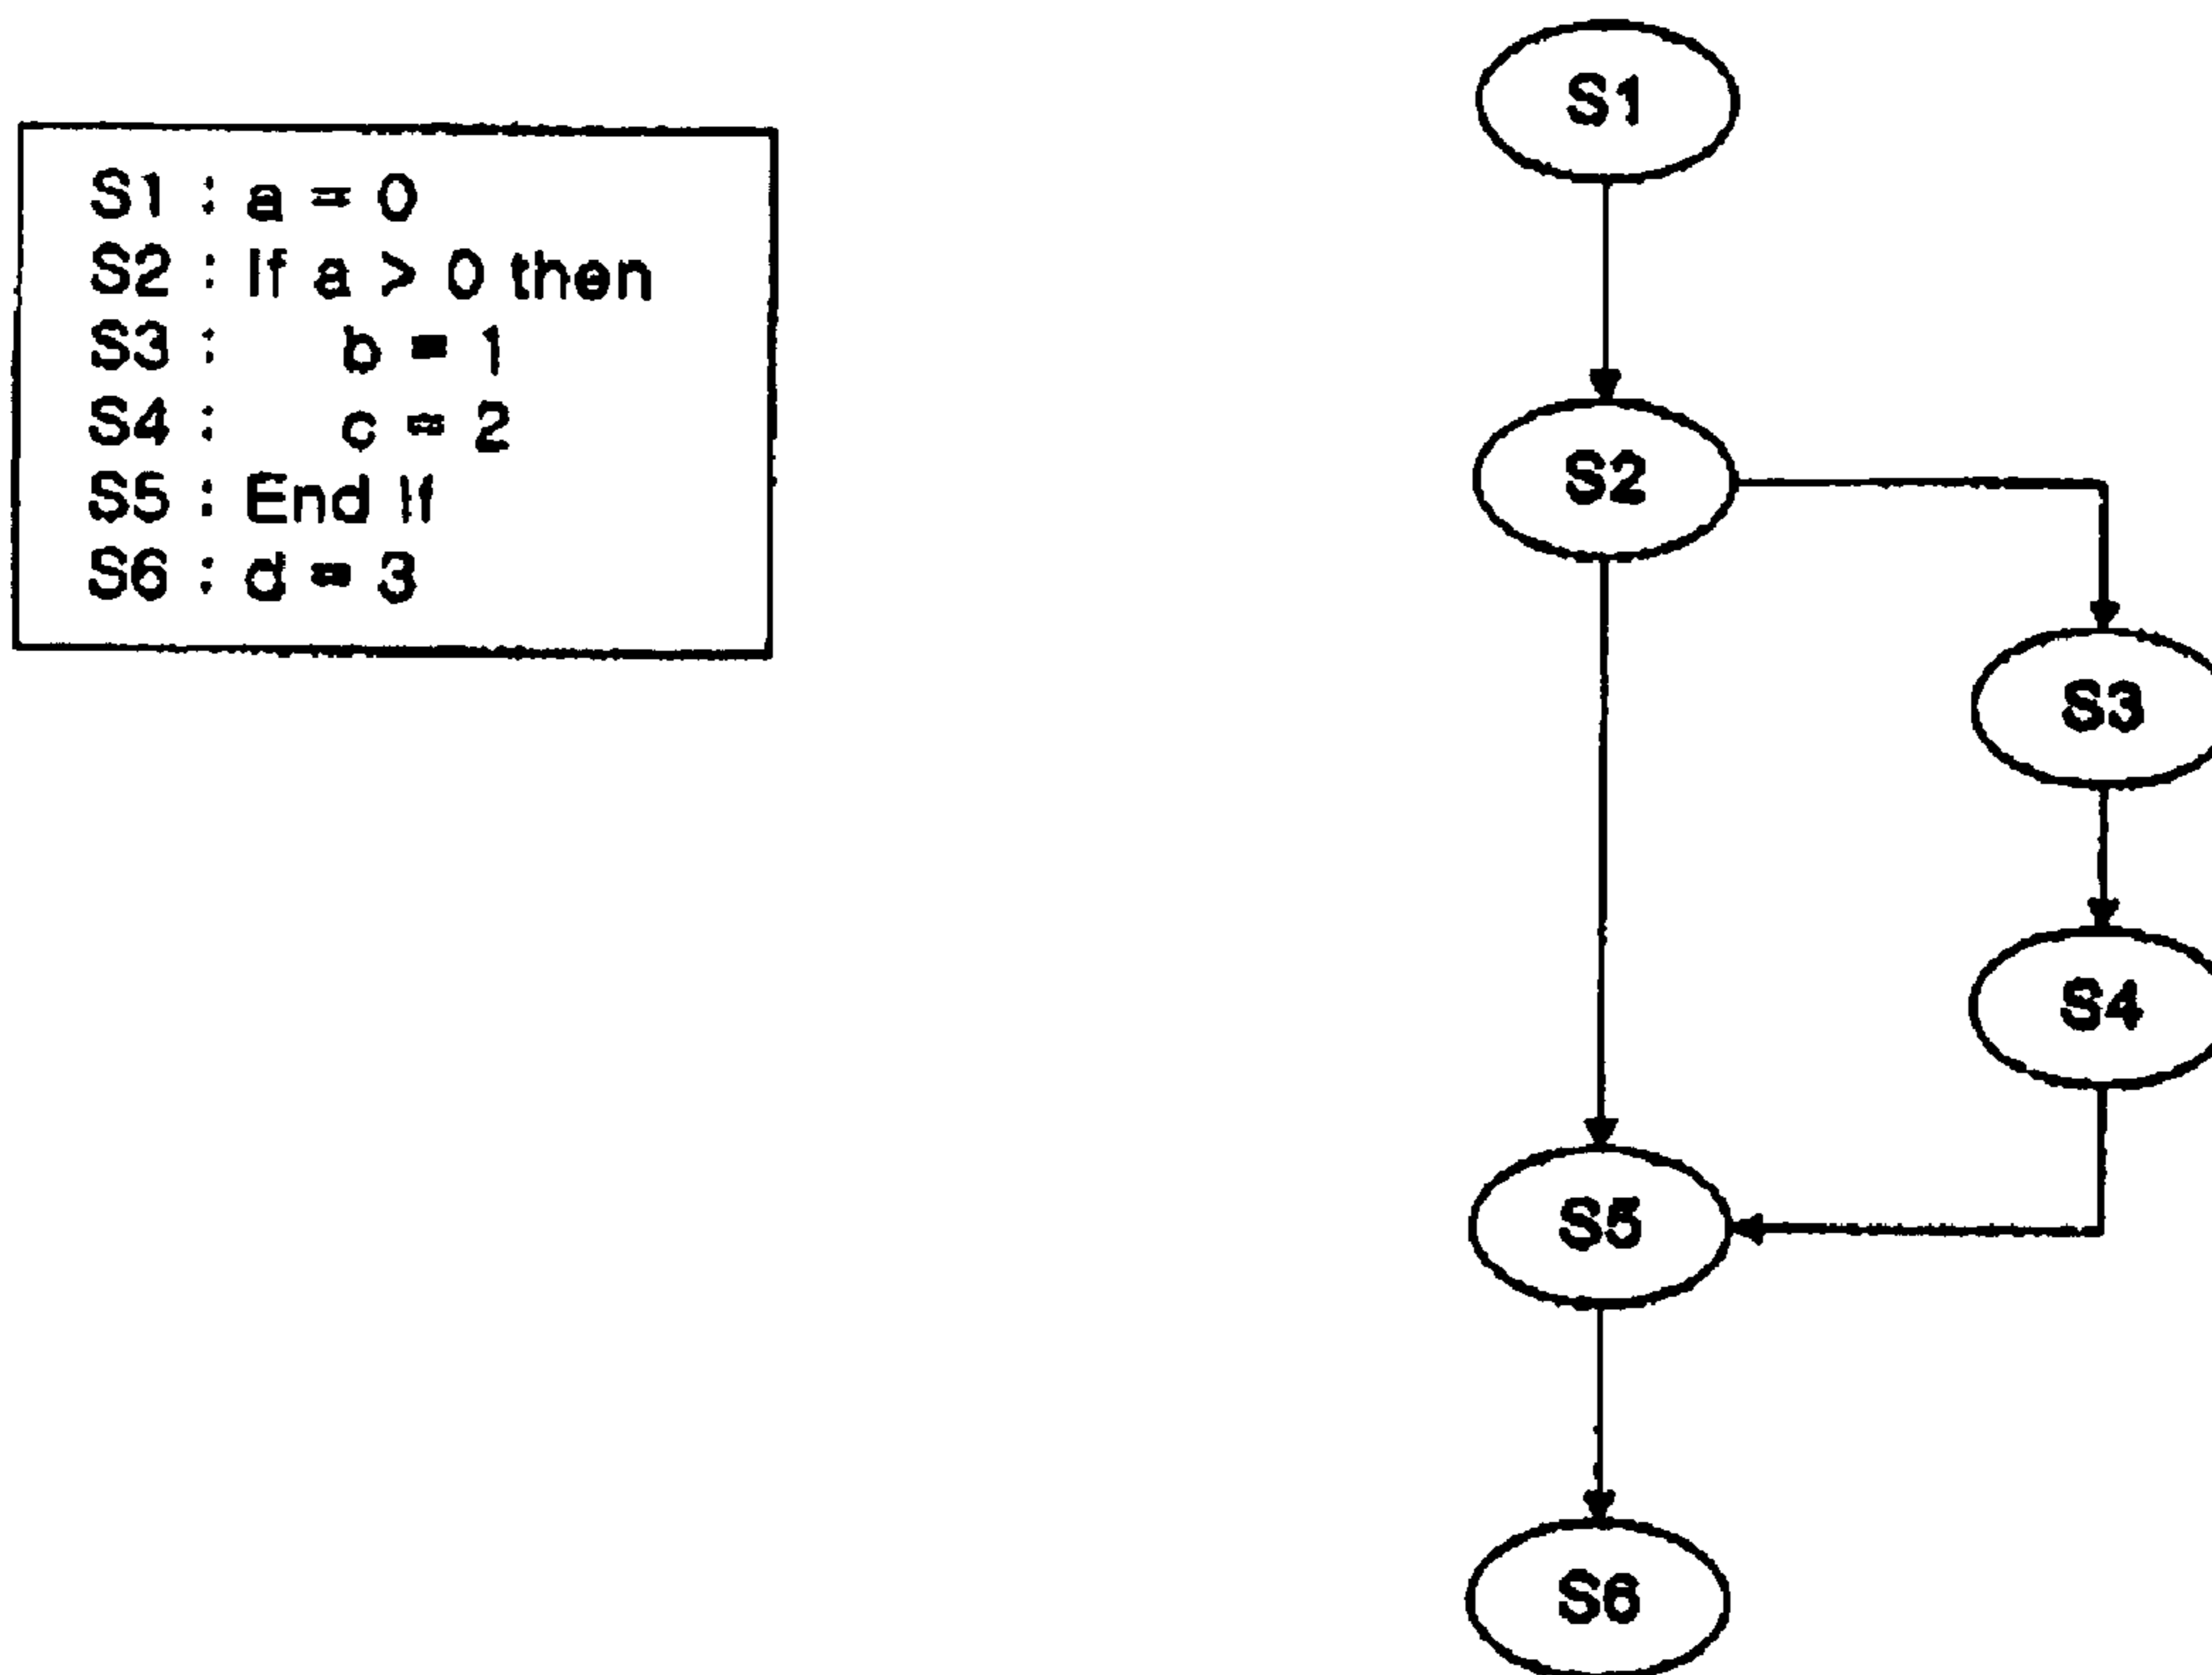 S1 : a = 0
S2 : If a > 0 then
S3 : b = 1
S4 : c = 2
S5 : End If
S6 : d = 3
S1
S2
S3
S4
S5
S6